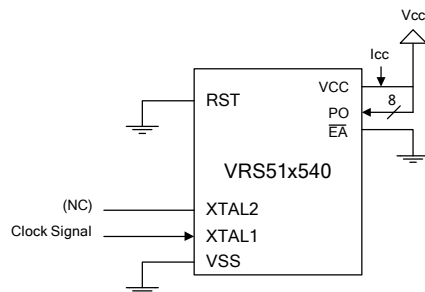 Vcc
Icc
VCC
RST
8
PO
EA
VRS51x540
(NC)
XTAL2
Clock Signal
XTAL1
VSS